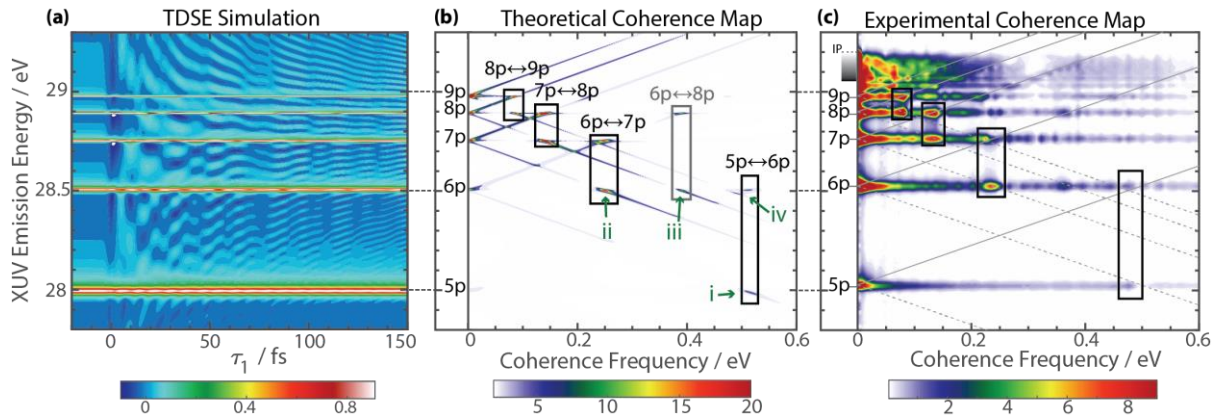 (a) TDSE Simulation
(b) Theoretical Coherence Map
(c) Experimental Coherence Map
XUV Emission Energy / eV
29
28.5
28
0 50 100 150
τ1 / fs
0 0.4 0.8
9p
8p
7p
6p
5p
8p↔9p
7p↔8p
6p↔7p
6p↔8p
5p↔6p
i
ii
iii
iv
0 0.2 0.4 0.6
Coherence Frequency / eV
5 10 15 20
IP
9p
8p
7p
6p
5p
0 0.2 0.4 0.6
Coherence Frequency / eV
2 4 6 8